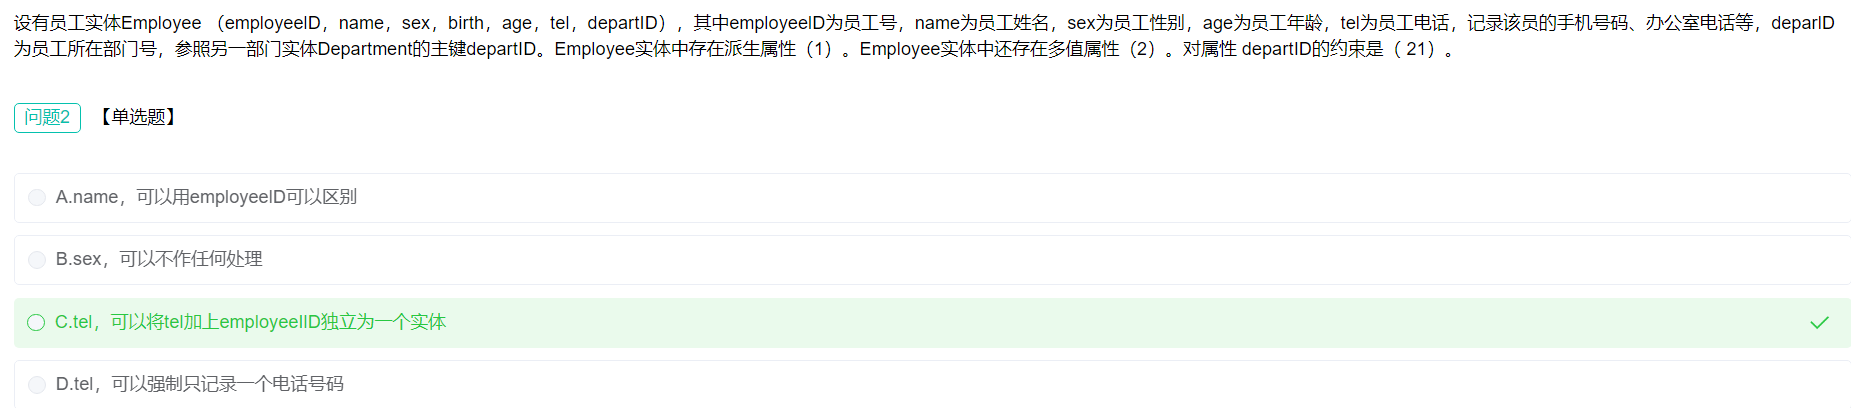 设有员工实体Employee （employeeID，name，sex，birth，age，tel，departID），其中employeeID为员工号，name为员工姓名，sex为员工性别，age为员工年龄，tel为员工电话，记录该员的手机号码、办公室电话等，deparID
为员工所在部门号，参照另一部门实体Department的主键departID。Employee实体中存在派生属性（1）。Employee实体中还存在多值属性（2）。对属性 departID的约束是（ 21）。
问题2 【单选题】
A.name，可以用employeeID可以区别
B.sex，可以不作任何处理
C.tel，可以将tel加上employeeIID独立为一个实体
D.tel，可以强制只记录一个电话号码